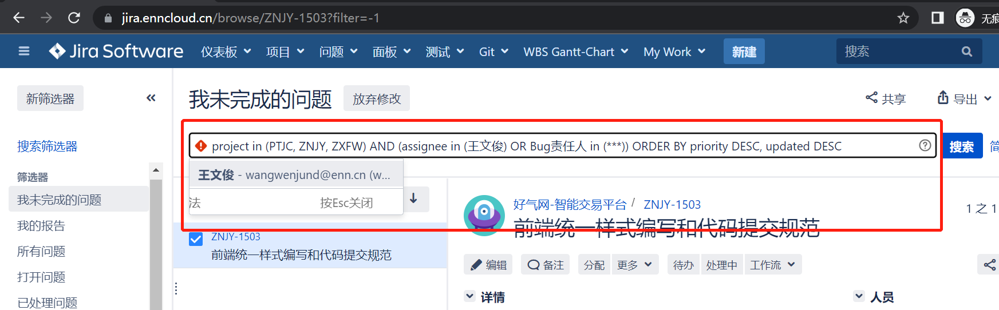 jira.enncloud.cn/browse/ZNJY-1503?filter=-1
Jira Software 仪表板 项目 问题 面板 测试 Git WBS Gantt-Chart My Work 新建 搜索
新筛选器
我未完成的问题 放弃修改
共享 导出
搜索筛选器
project in (PTJC, ZNJY, ZXFW) AND (assignee in (王文俊) OR Bug责任人 in (***)) ORDER BY priority DESC, updated DESC
搜索
王文俊 - wangwenjund@enn.cn (w...
法 按Esc关闭
筛选器
我未完成的问题
我的报告
所有问题
打开问题
已处理问题
ZNJY-1503
前端统一样式编写和代码提交规范
好气网-智能交易平台 / ZNJY-1503
1 之 1
前端统一样式编写和代码提交规范
编辑 备注 分配 更多 待办 处理中 工作流
详情 人员